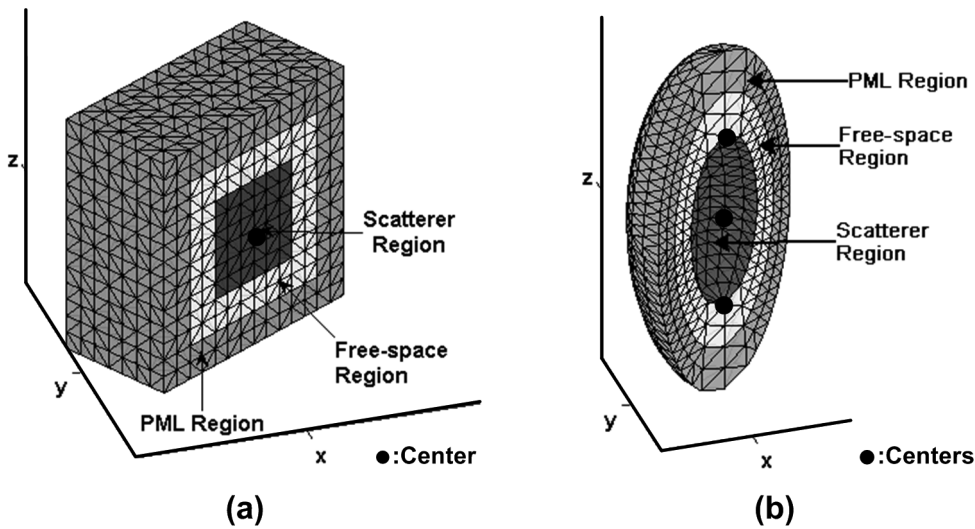 z
y
x
Scatterer
Region
Free-space
Region
PML Region
●:Center
(a)
z
y
x
PML Region
Free-space
Region
Scatterer
Region
●:Centers
(b)